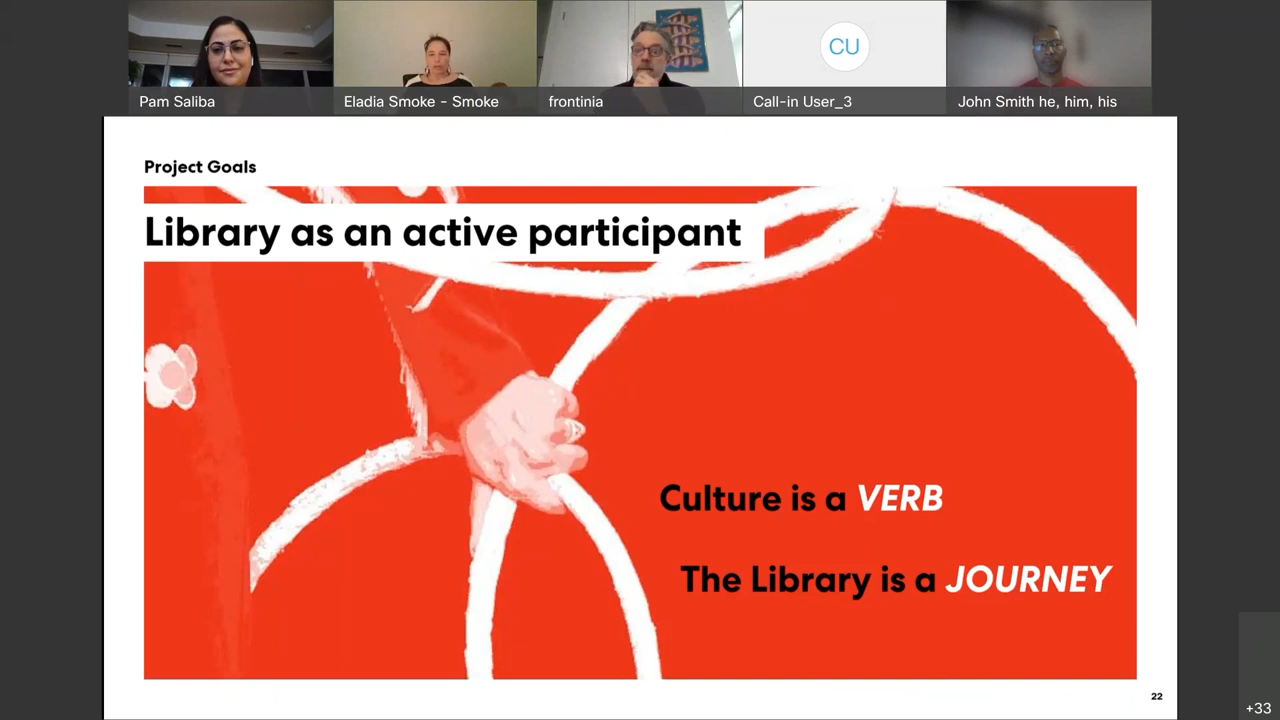 Pam Saliba
Eladia Smoke - Smoke
frontinia
CU
Call-in User_3
John Smith he, him, his
Project Goals
Library as an active participant
Culture is a VERB
The Library is a JOURNEY
22
+33